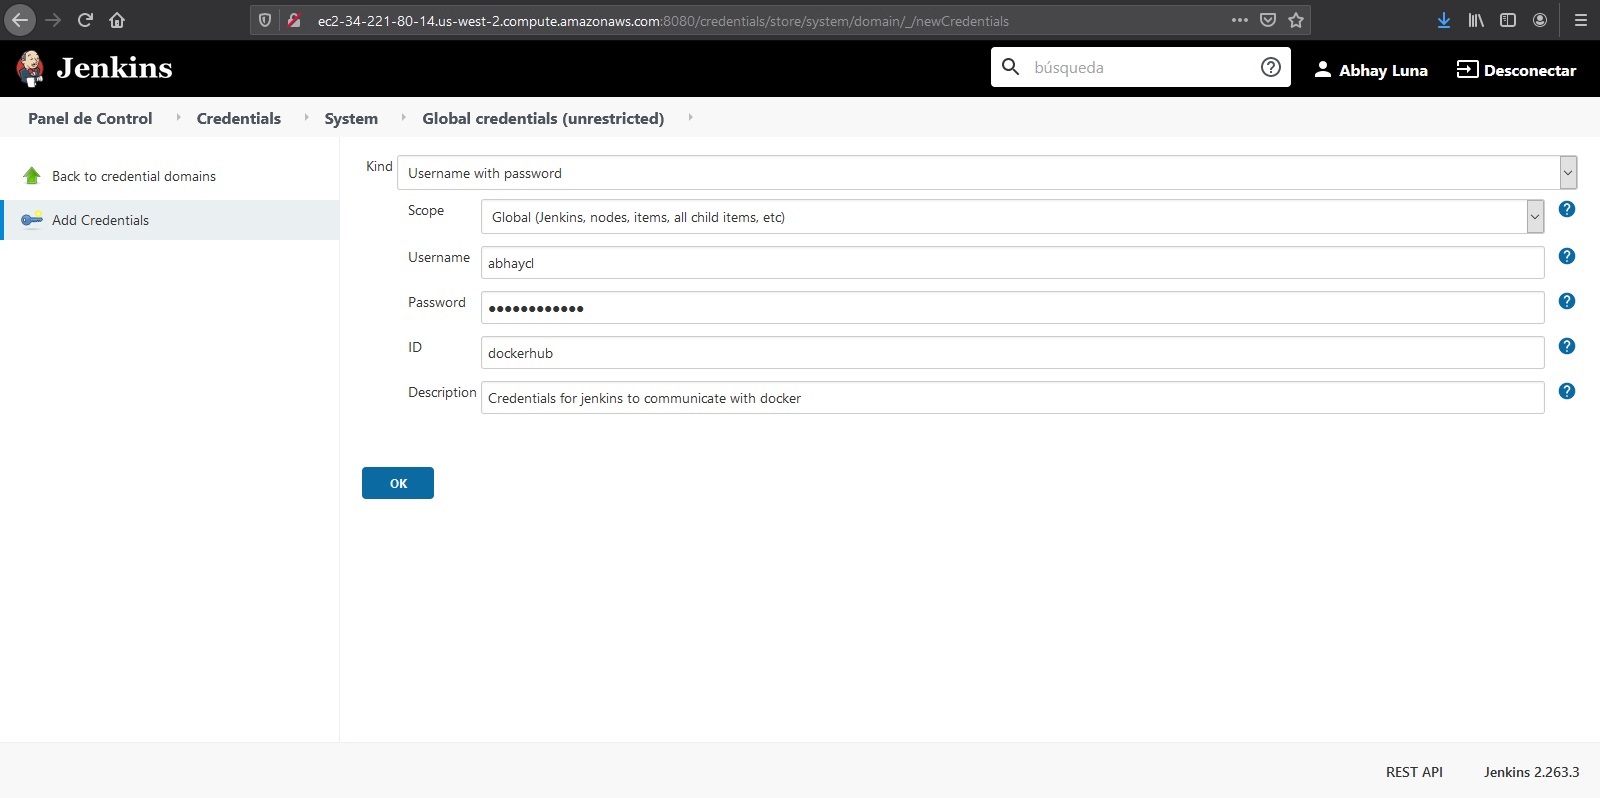 ec2-34-221-80-14.us-west-2.compute.amazonaws.com:8080/credentials/store/system/domain/_/newCredentials
Jenkins
búsqueda
Abhay Luna
Desconectar
Panel de Control
Credentials
System
Global credentials (unrestricted)
Back to credential domains
Add Credentials
Kind
Username with password
Scope
Global (Jenkins, nodes, items, all child items, etc)
Username
abhaycl
Password
●●●●●●●●●●●●
ID
dockerhub
Description
Credentials for jenkins to communicate with docker
OK
REST API
Jenkins 2.263.3